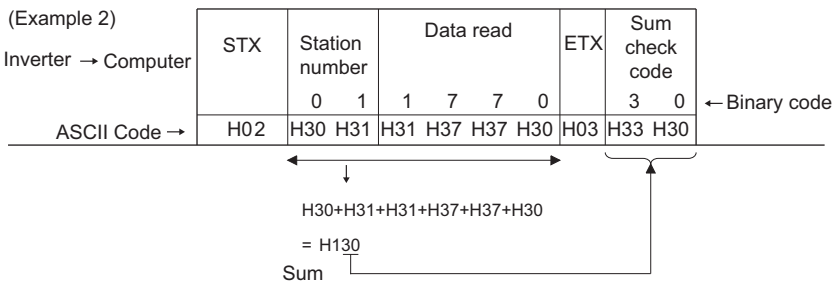 (Example 2)
Inverter → Computer
STX
Station
number
Data read
ETX
Sum
check
code
0 1 1 7 7 0 3 0
← Binary code
ASCII Code →
H02 H30 H31 H31 H37 H37 H30 H03 H33 H30
H30+H31+H31+H37+H37+H30
= H130
Sum